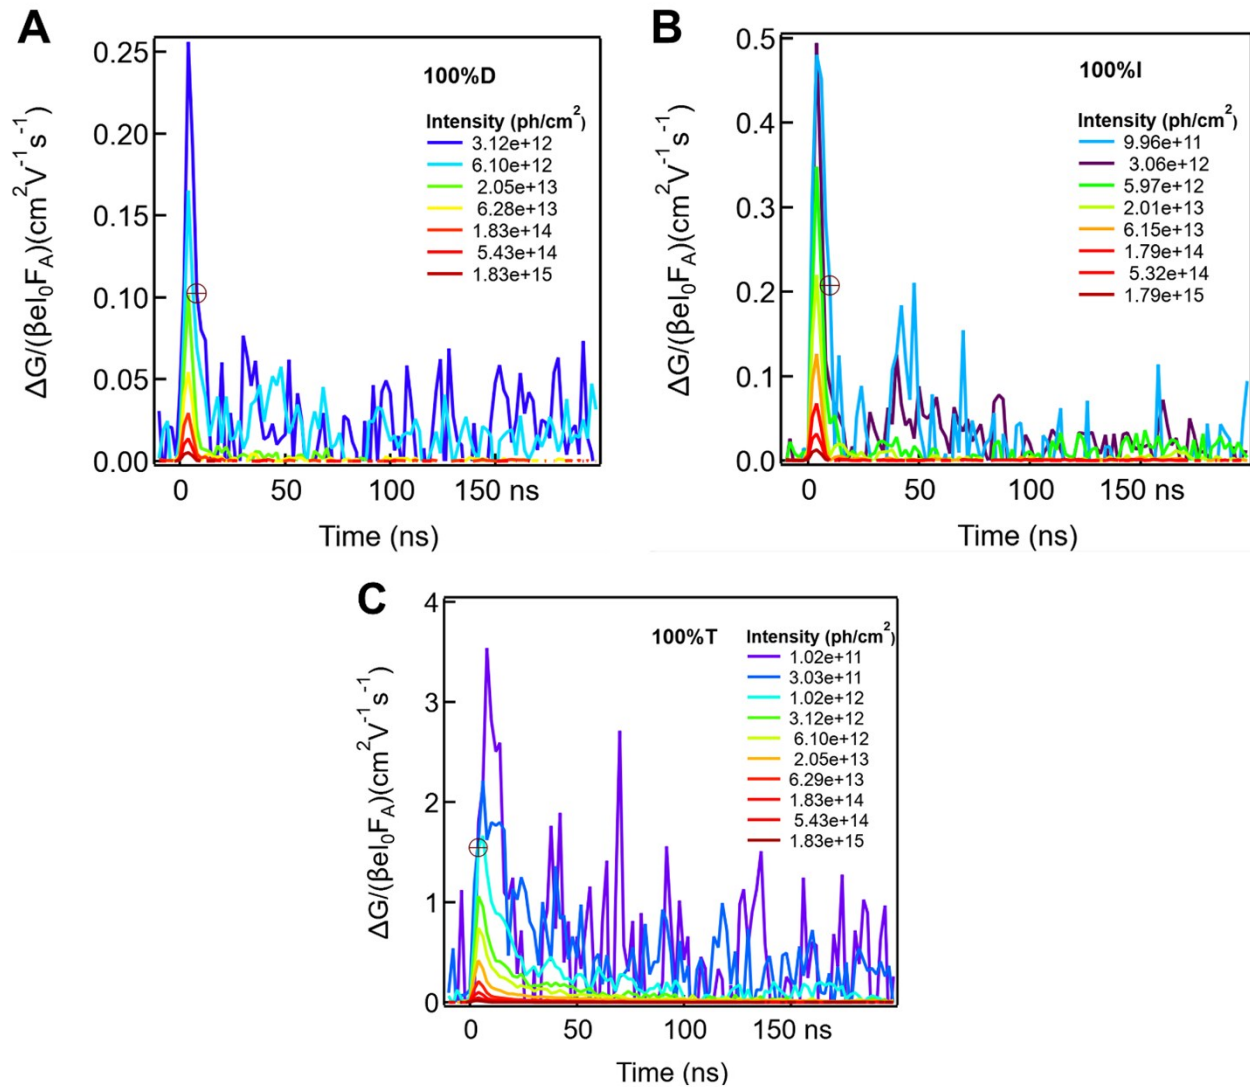 A
ΔG/(βeI₀F_A)(cm²V⁻¹s⁻¹)
0.25
0.20
0.15
0.10
0.05
0.00
100%D
Intensity (ph/cm²)
3.12e+12
6.10e+12
2.05e+13
6.28e+13
1.83e+14
5.43e+14
1.83e+15
0 50 100 150 ns
Time (ns)
B
ΔG/(βeI₀F_A)(cm²V⁻¹s⁻¹)
0.5
0.4
0.3
0.2
0.1
0.0
100%I
Intensity (ph/cm²)
9.96e+11
3.06e+12
5.97e+12
2.01e+13
6.15e+13
1.79e+14
5.32e+14
1.79e+15
0 50 100 150 ns
Time (ns)
C
ΔG/(βeI₀F_A)(cm²V⁻¹s⁻¹)
4
3
2
1
0
100%T
Intensity (ph/cm²)
1.02e+11
3.03e+11
1.02e+12
3.12e+12
6.10e+12
2.05e+13
6.29e+13
1.83e+14
5.43e+14
1.83e+15
0 50 100 150 ns
Time (ns)